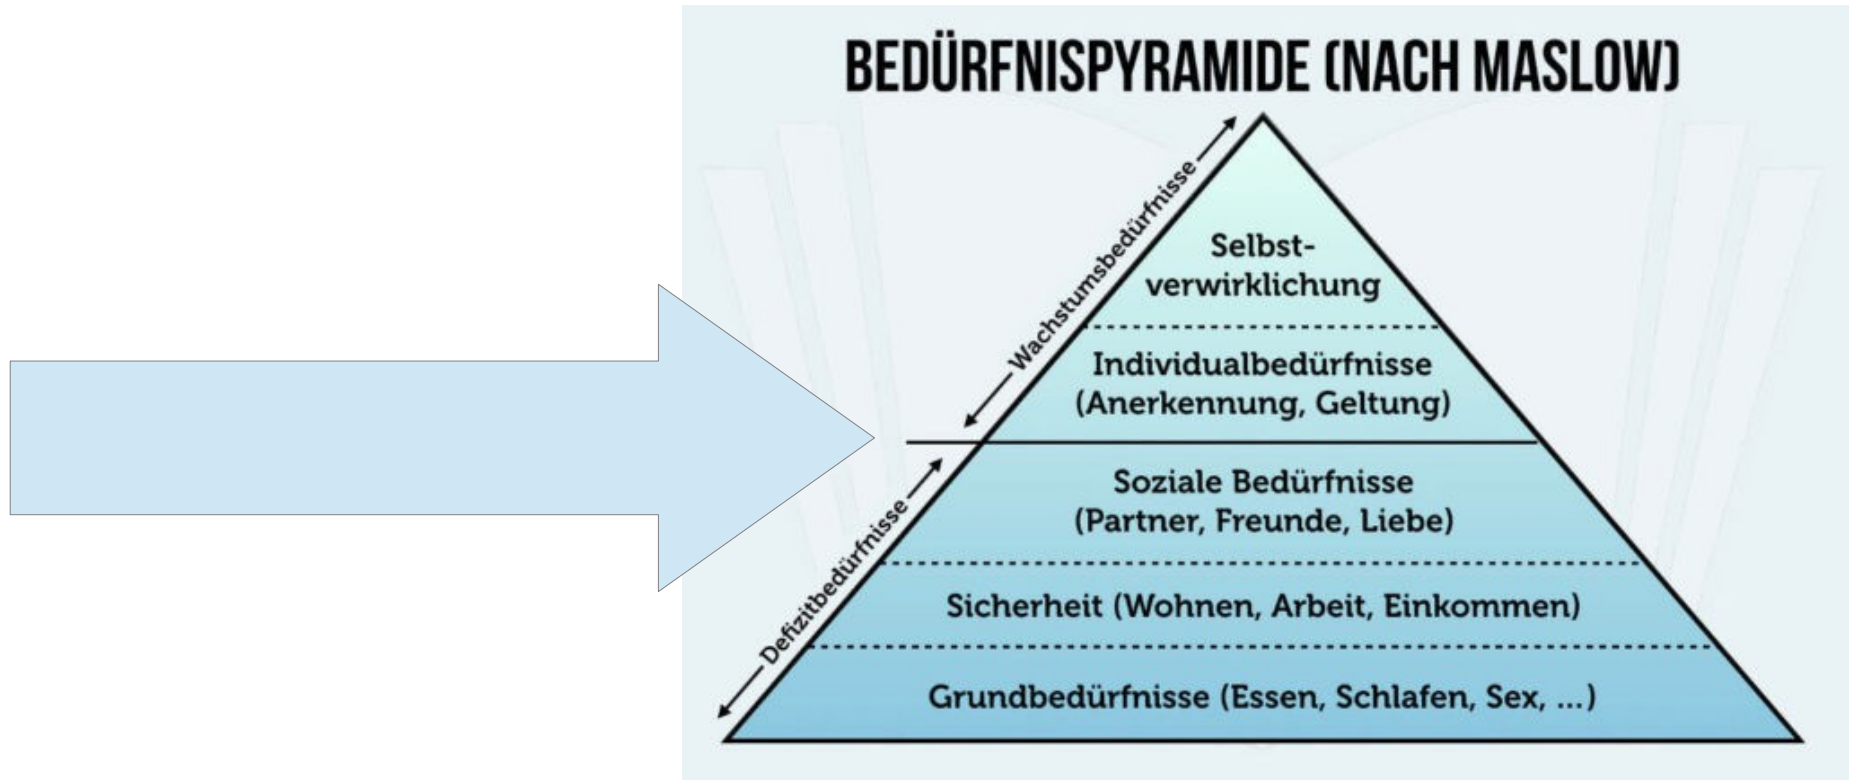 BEDÜRFNISPYRAMIDE (NACH MASLOW)
Wachstumsbedürfnisse
Selbst-
verwirklichung
Individualbedürfnisse
(Anerkennung, Geltung)
Defizitbedürfnisse
Soziale Bedürfnisse
(Partner, Freunde, Liebe)
Sicherheit (Wohnen, Arbeit, Einkommen)
Grundbedürfnisse (Essen, Schlafen, Sex, ...)